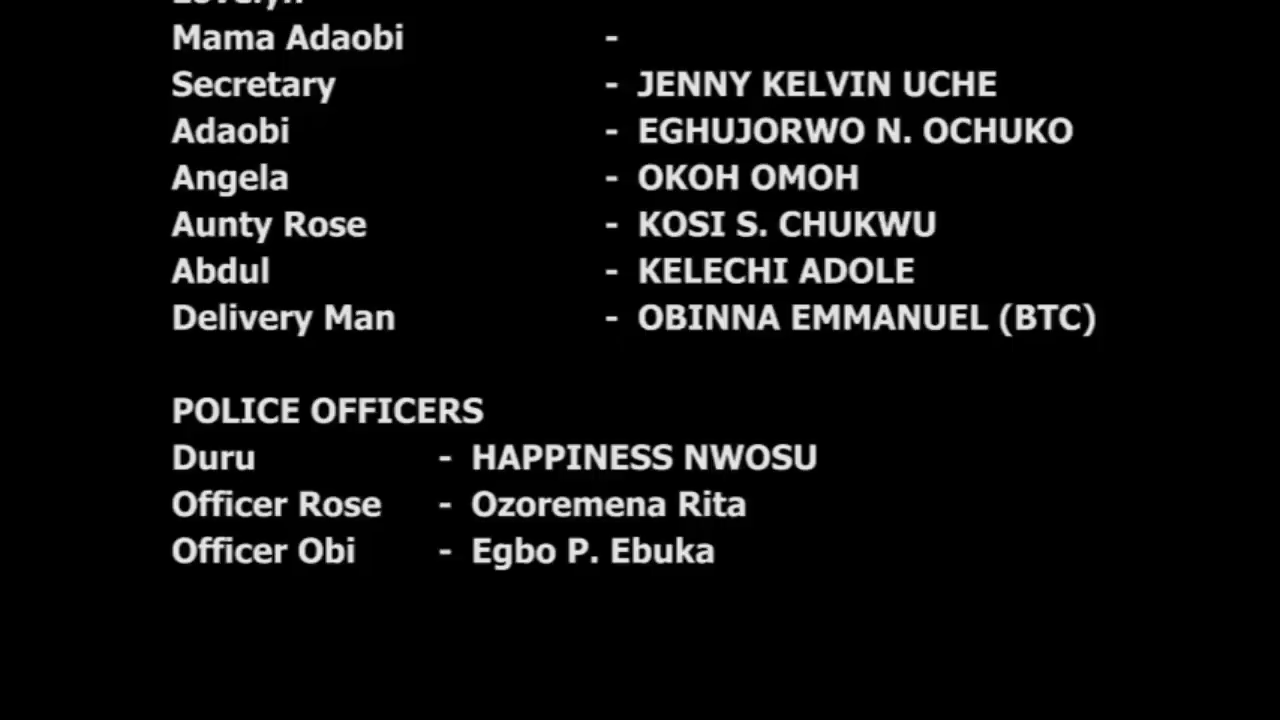 Mama Adaobi -
Secretary - JENNY KELVIN UCHE
Adaobi - EGHUJORWO N. OCHUKO
Angela - OKOH OMOH
Aunty Rose - KOSI S. CHUKWU
Abdul - KELECHI ADOLE
Delivery Man - OBINNA EMMANUEL (BTC)
POLICE OFFICERS
Duru - HAPPINESS NWOSU
Officer Rose - Ozoremena Rita
Officer Obi - Egbo P. Ebuka